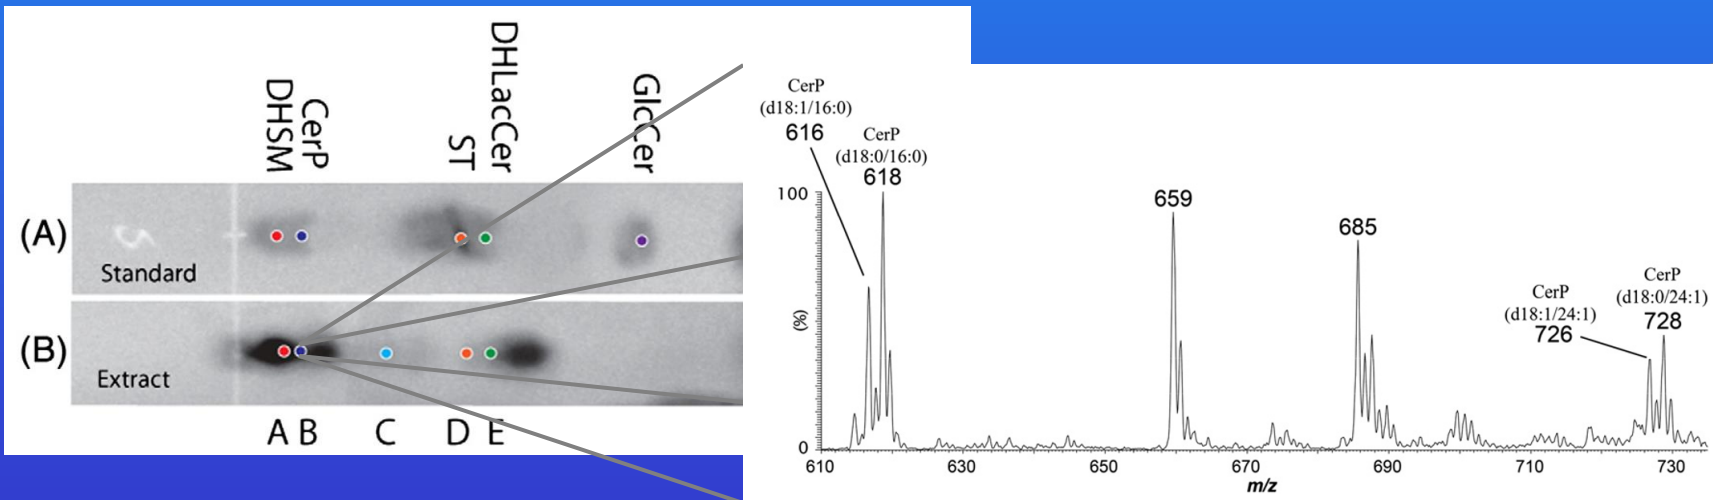 DHSM
CerP
ST
DHLacCer
GlcCer
(A)
5
Standard
(B)
Extract
A B C D E
CerP
(d18:1/16:0)
616
CerP
(d18:0/16:0)
618
659
685
CerP
(d18:1/24:1)
726
CerP
(d18:0/24:1)
728
100
(%)
0
610 630 650 670 690 710 730
m/z